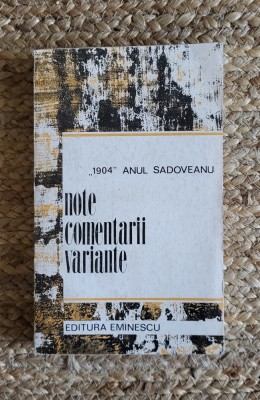 „1904” ANUL SADOVEANU
note
comentarii
variante
EDITURA EMINESCU